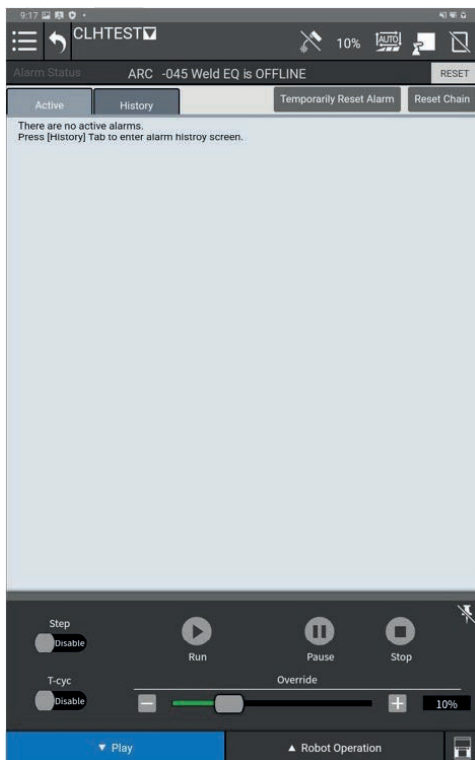 9:17
CLHTEST
10%
AUTO
Alarm Status
ARC -045 Weld EQ is OFFLINE
RESET
Active
History
Temporarily Reset Alarm
Reset Chain
There are no active alarms.
Press [History] Tab to enter alarm histroy screen.
Step
Disable
Run
Pause
Stop
T-cyc
Disable
Override
10%
Play
Robot Operation